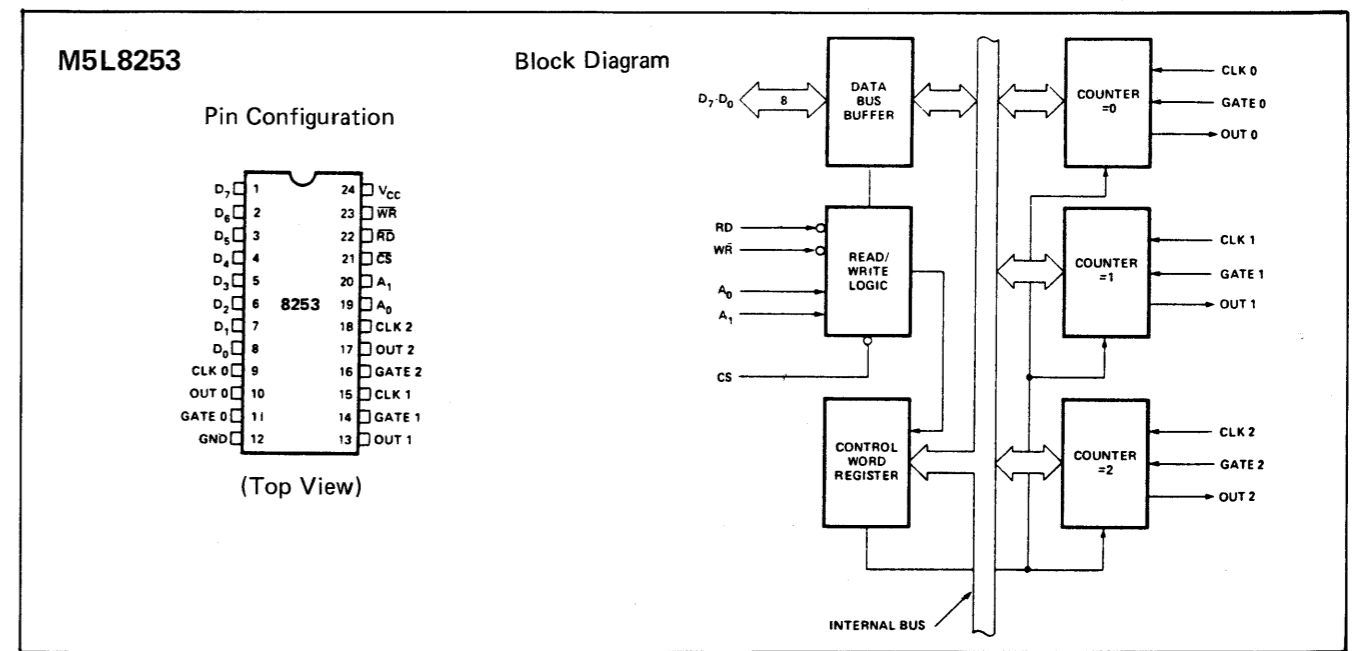 M5L8253
Block Diagram
Pin Configuration
D7 1
D6 2
D5 3
D4 4
D3 5
D2 6
D1 7
D0 8
CLK 0 9
OUT 0 10
GATE 0 11
GND 12
8253
24 VCC
23 W̅R̅
22 R̅D̅
21 C̅S̅
20 A1
19 A0
18 CLK 2
17 OUT 2
16 GATE 2
15 CLK 1
14 GATE 1
13 OUT 1
(Top View)
D7-D0
8
DATA
BUS
BUFFER
RD
WR̅
A0
A1
CS
READ/
WRITE
LOGIC
CONTROL
WORD
REGISTER
COUNTER
=0
CLK 0
GATE 0
OUT 0
COUNTER
=1
CLK 1
GATE 1
OUT 1
COUNTER
=2
CLK 2
GATE 2
OUT 2
INTERNAL BUS